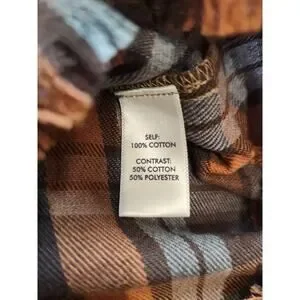 SELF:
100% COTTON
CONTRAST:
50% COTTON
50% POLYESTER